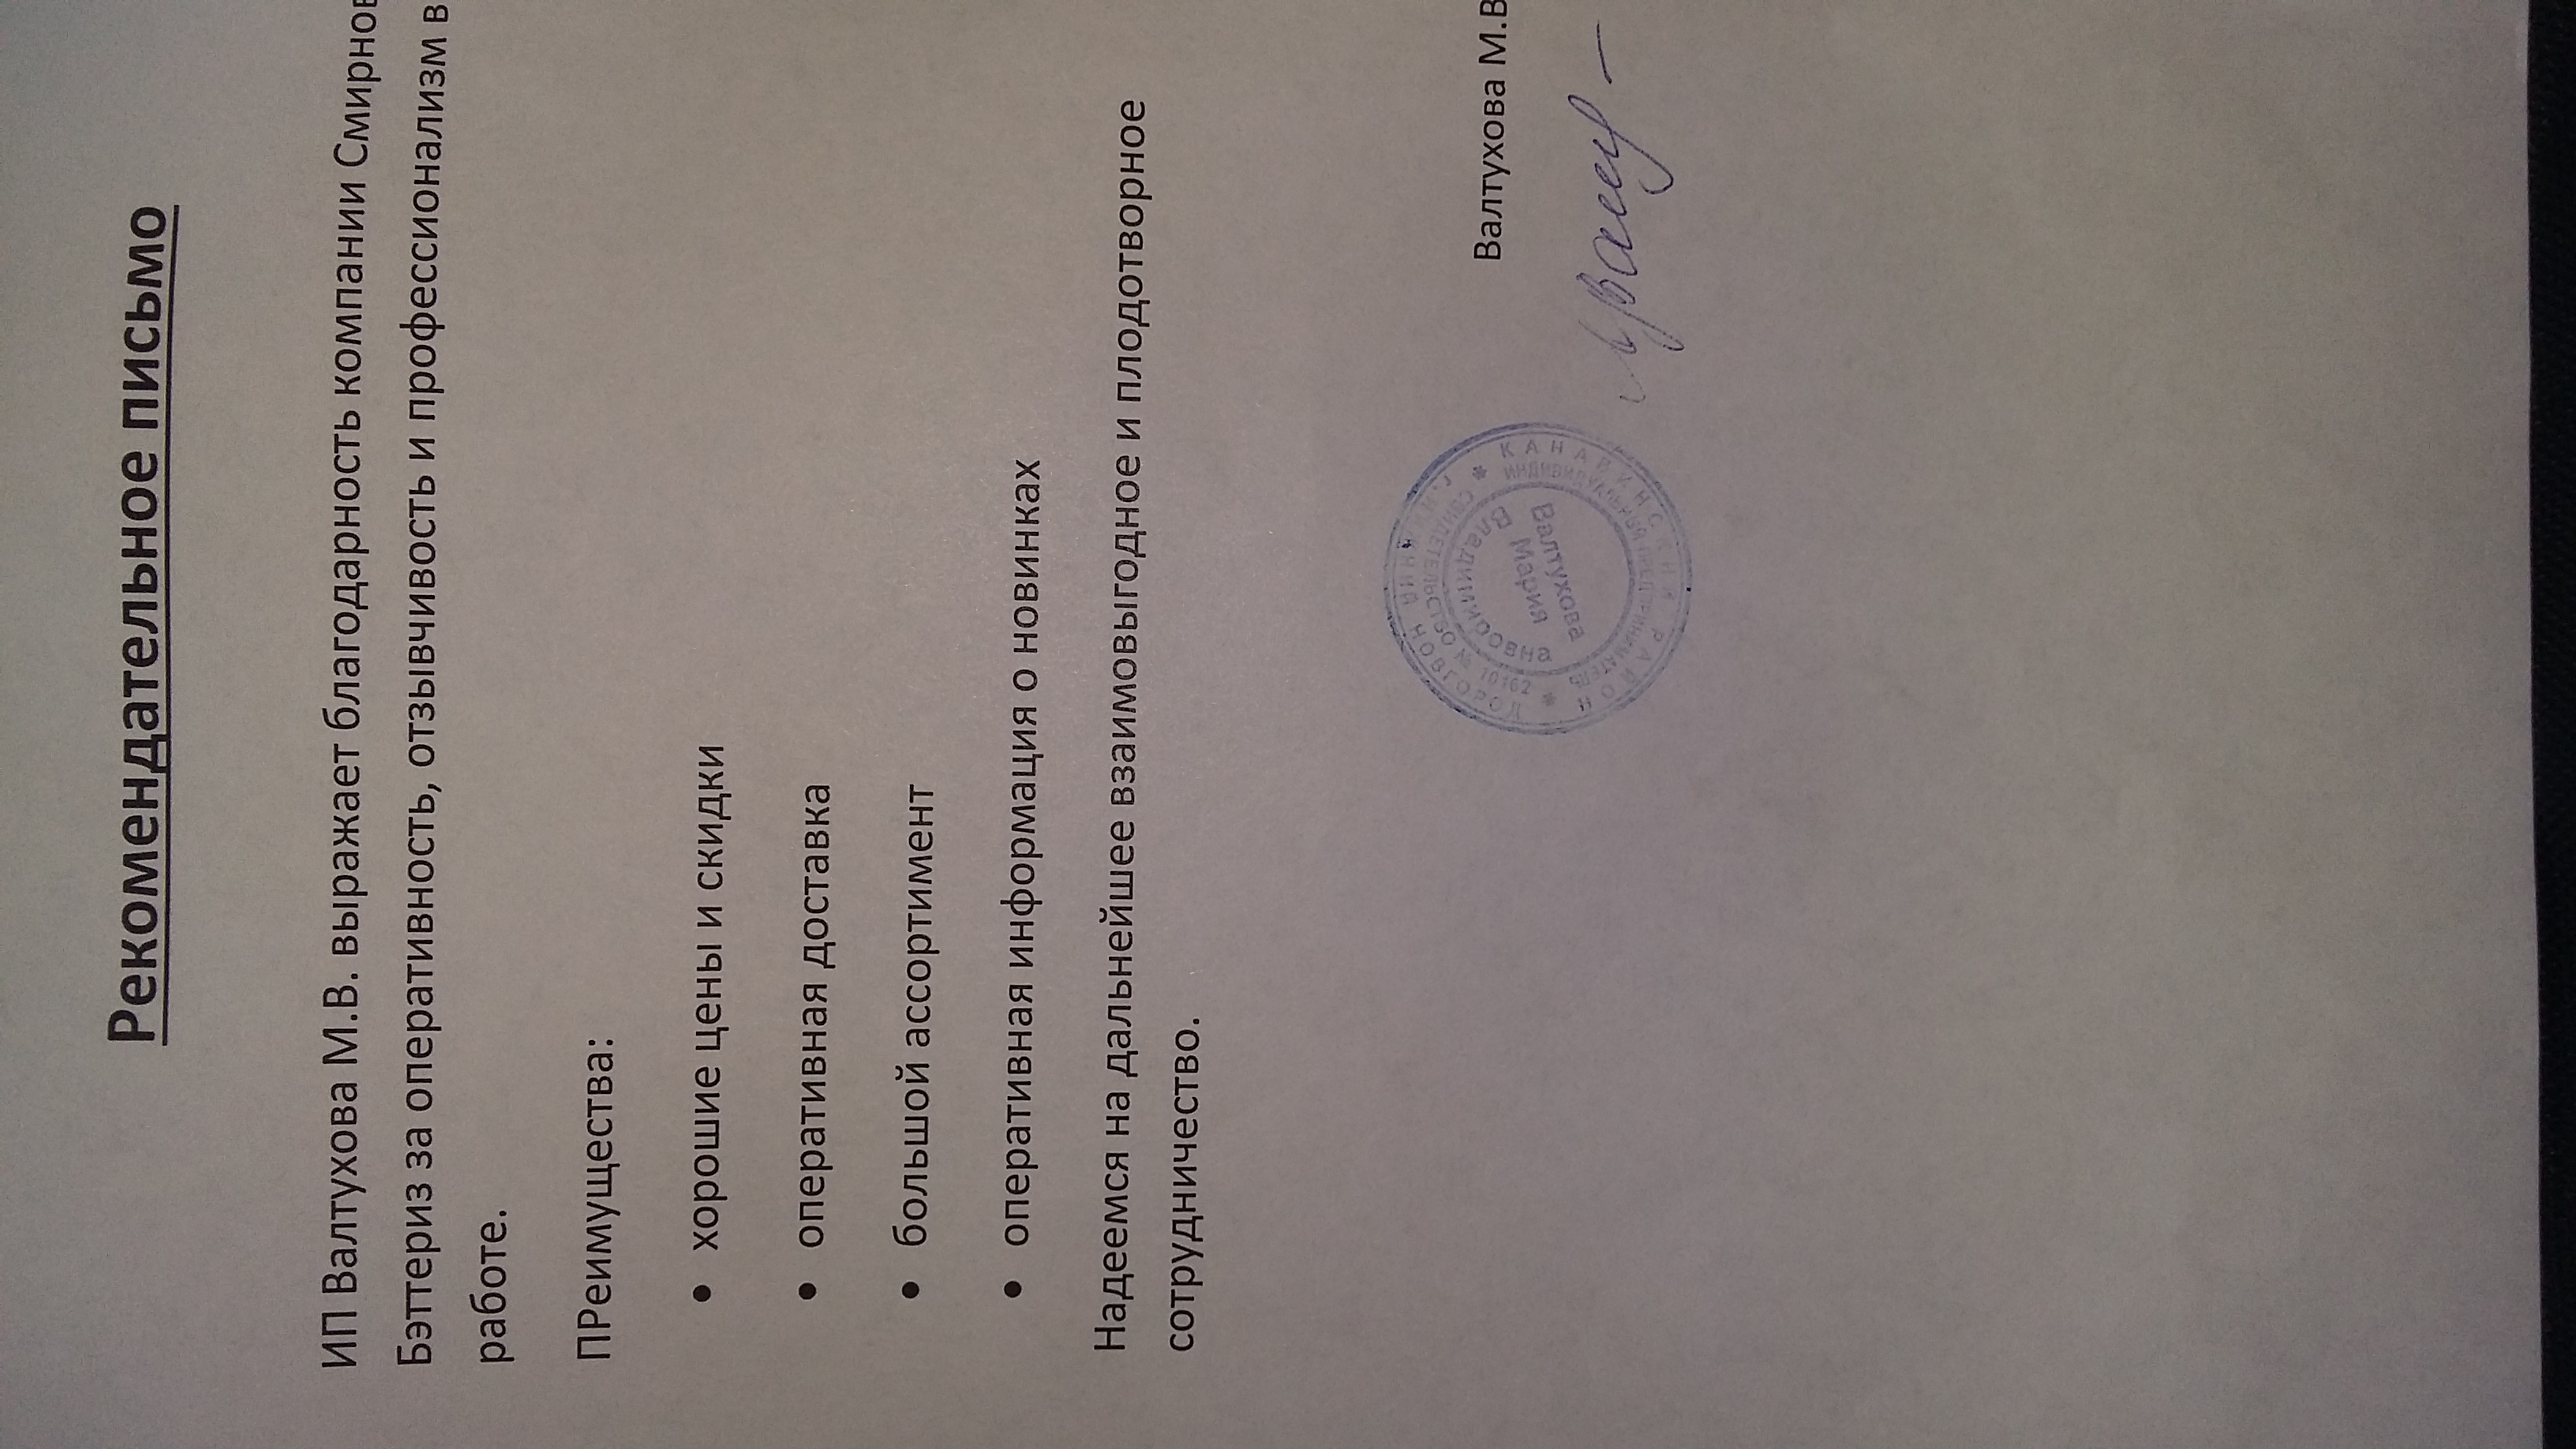 Рекомендательное письмо
ИП Валтухова М.В. выражает благодарность компании Смирнов
Бэттериз за оперативность, отзывчивость и профессионализм в
работе.
ПРеимущества:
• хорошие цены и скидки
• оперативная доставка
• большой ассортимент
• оперативная информация о новинках
Надеемся на дальнейшее взаимовыгодное и плодотворное
сотрудничество.
Валтухова М.В
КАНАВИНСКИЙ РАЙОН * г. НИЖНИЙ НОВГОРОД *
ИНДИВИДУАЛЬНЫЙ ПРЕДПРИНИМАТЕЛЬ
СВИДЕТЕЛЬСТВО № 10162
Валтухова
Мария
Владимировна